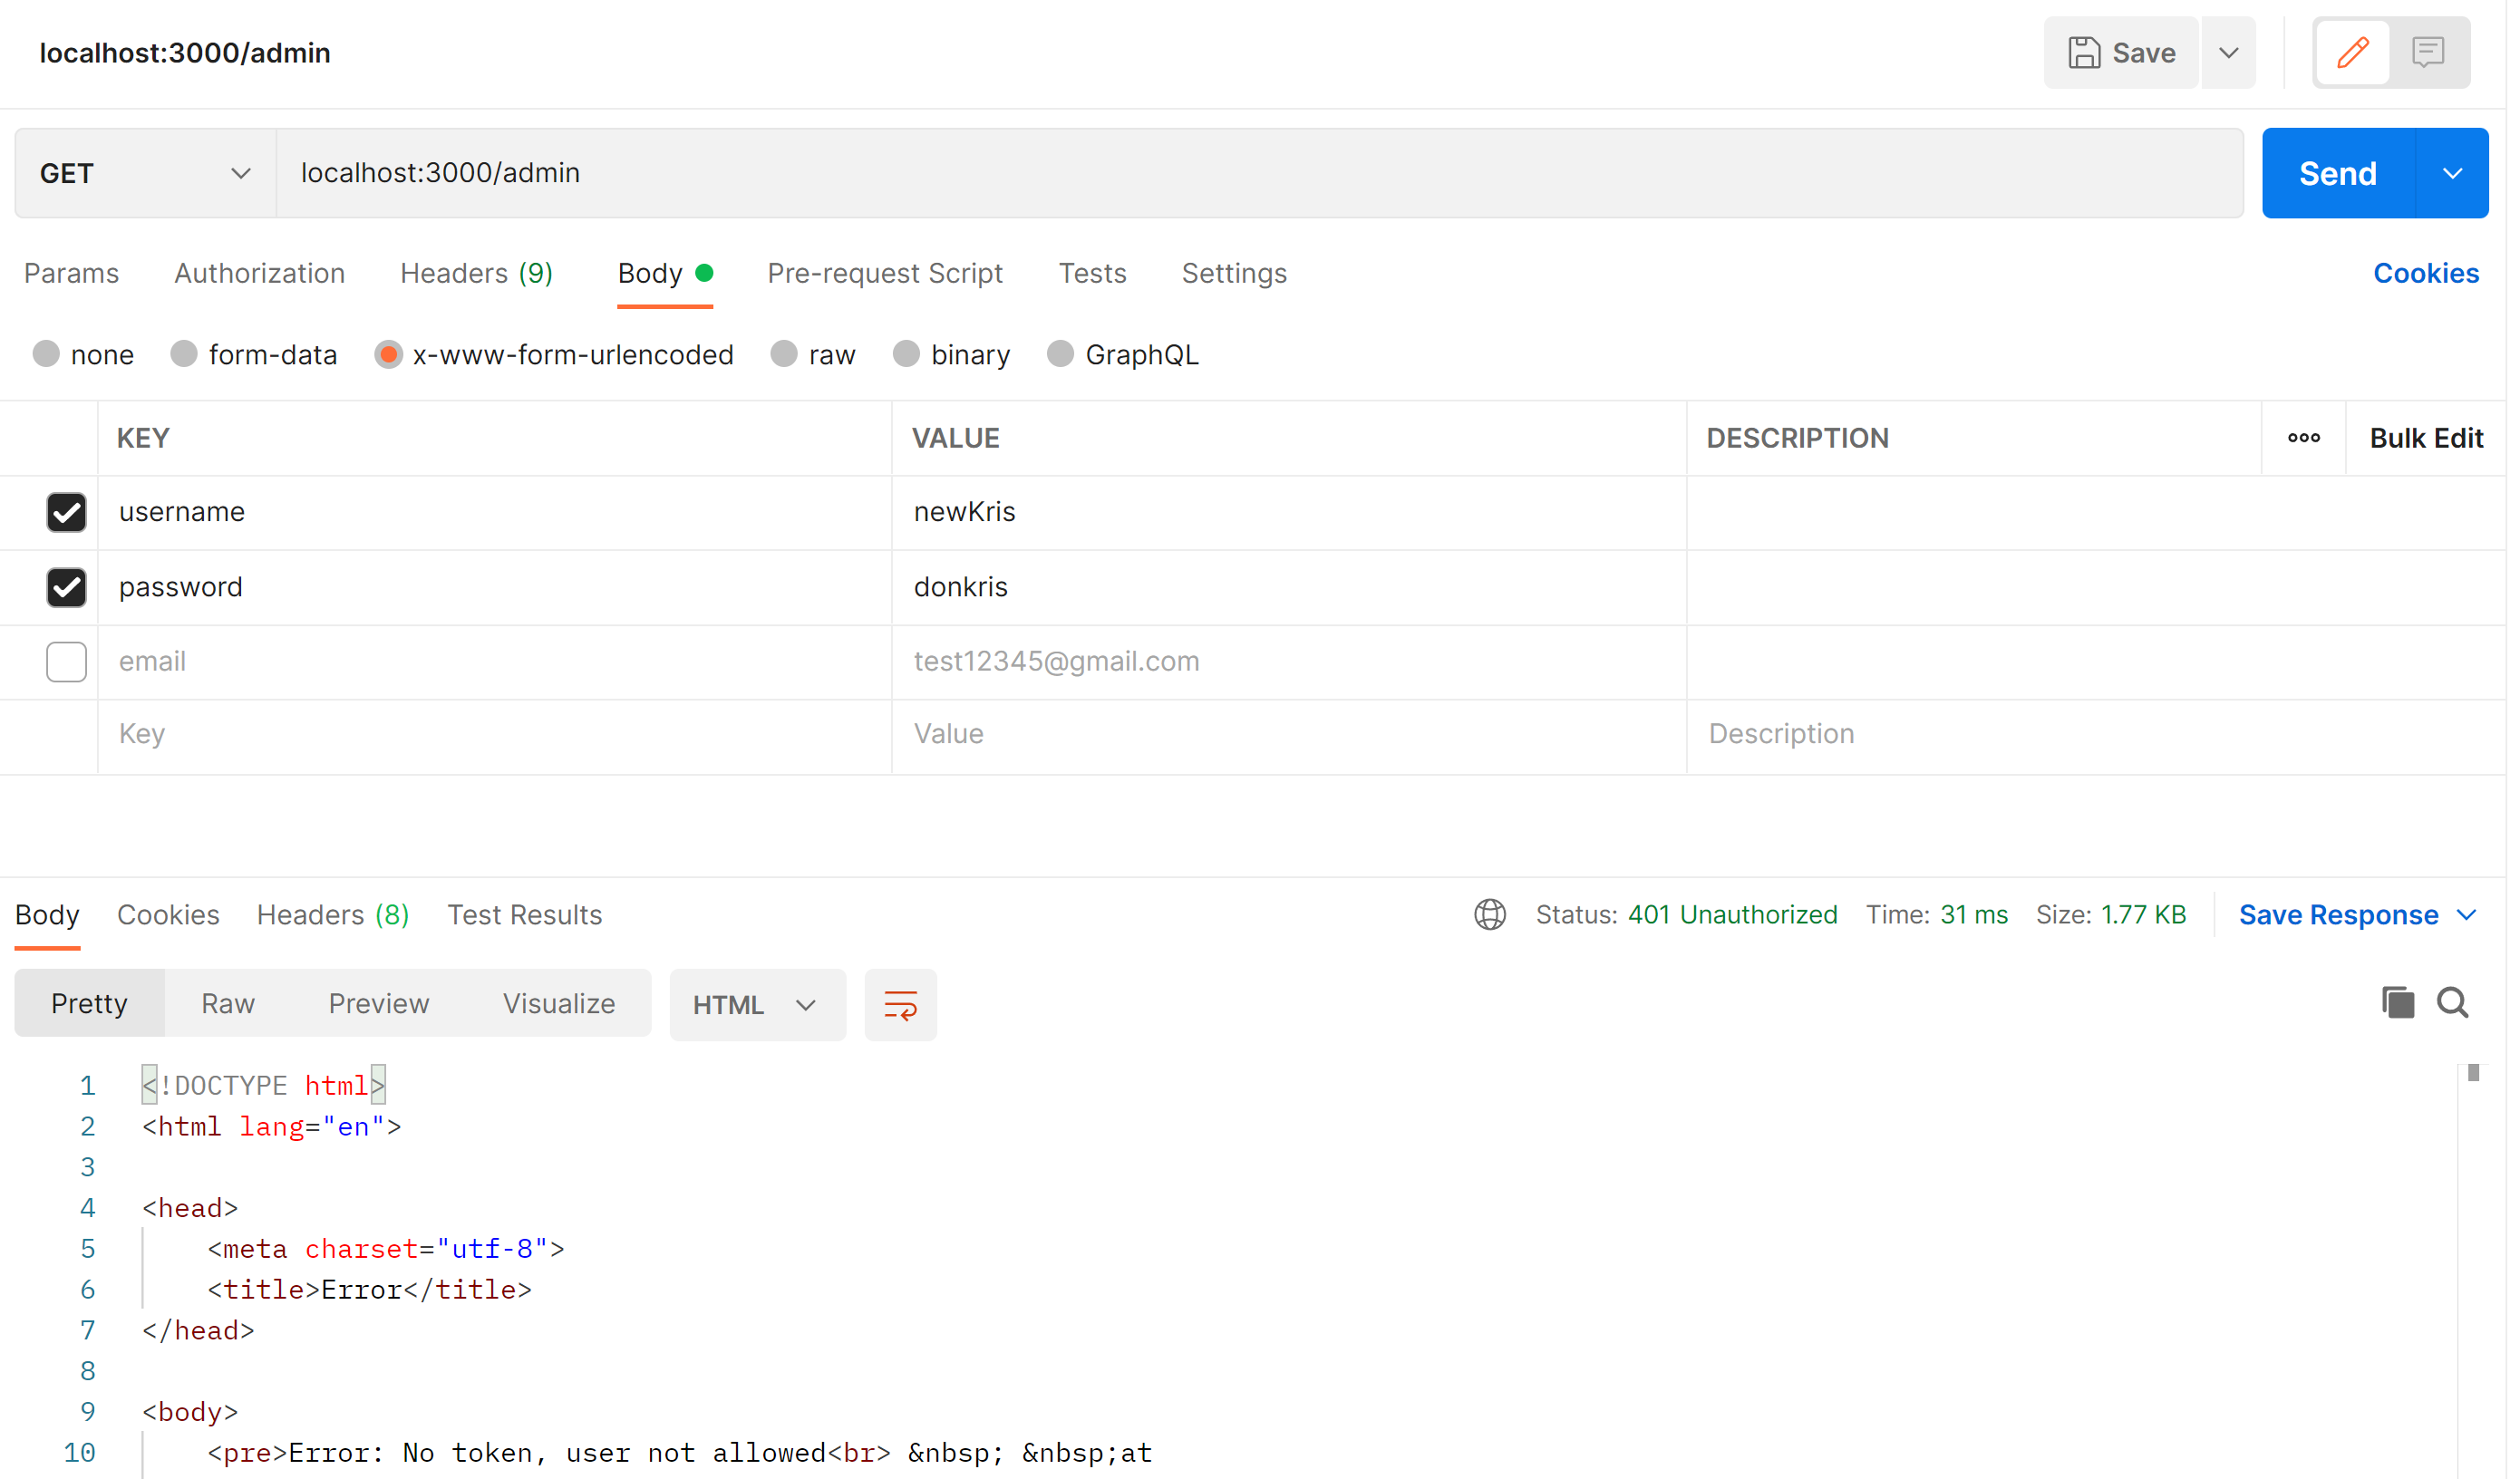 localhost:3000/admin
Save
GET localhost:3000/admin Send
Params Authorization Headers (9) Body Pre-request Script Tests Settings Cookies
none form-data x-www-form-urlencoded raw binary GraphQL
KEY VALUE DESCRIPTION Bulk Edit
username newKris
password donkris
email test12345@gmail.com
Key Value Description
Body Cookies Headers (8) Test Results Status: 401 Unauthorized Time: 31 ms Size: 1.77 KB Save Response
Pretty Raw Preview Visualize HTML
1 <!DOCTYPE html>
2 <html lang="en">
3
4 <head>
5 <meta charset="utf-8">
6 <title>Error</title>
7 </head>
8
9 <body>
10 <pre>Error: No token, user not allowed<br> &nbsp; &nbsp;at